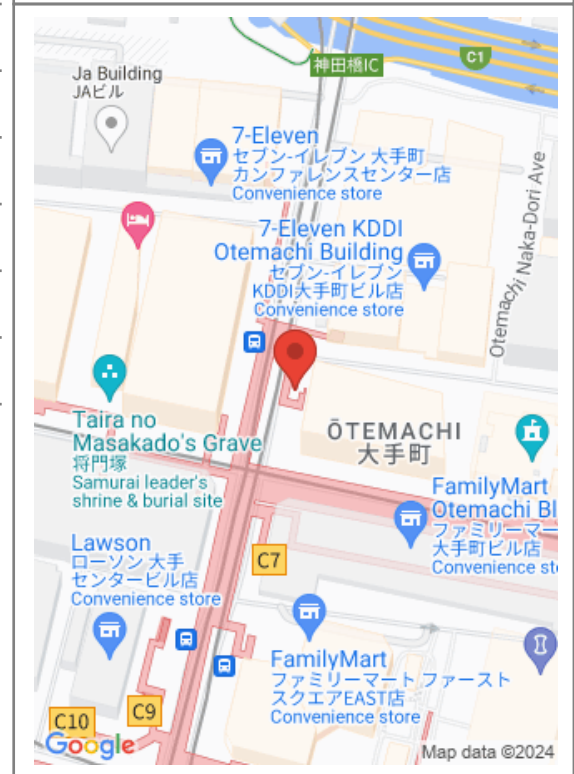 神田橋IC
C1
Ja Building
JAビル
7-Eleven
セブン-イレブン 大手町
カンファレンスセンター店
Convenience store
7-Eleven KDDI
Otemachi Building
セブン-イレブン
KDDI大手町ビル店
Convenience store
Otemachi Naka-Dori Ave
Taira no
Masakado's Grave
将門塚
Samurai leader's
shrine & burial site
ŌTEMACHI
大手町
FamilyMart
Otemachi Bl
ファミリーマー
大手町ビル店
Convenience st
Lawson
ローソン 大手
センタービル店
Convenience store
C7
FamilyMart
ファミリーマート ファースト
スクエアEAST店
Convenience store
C10
C9
Google
Map data ©2024